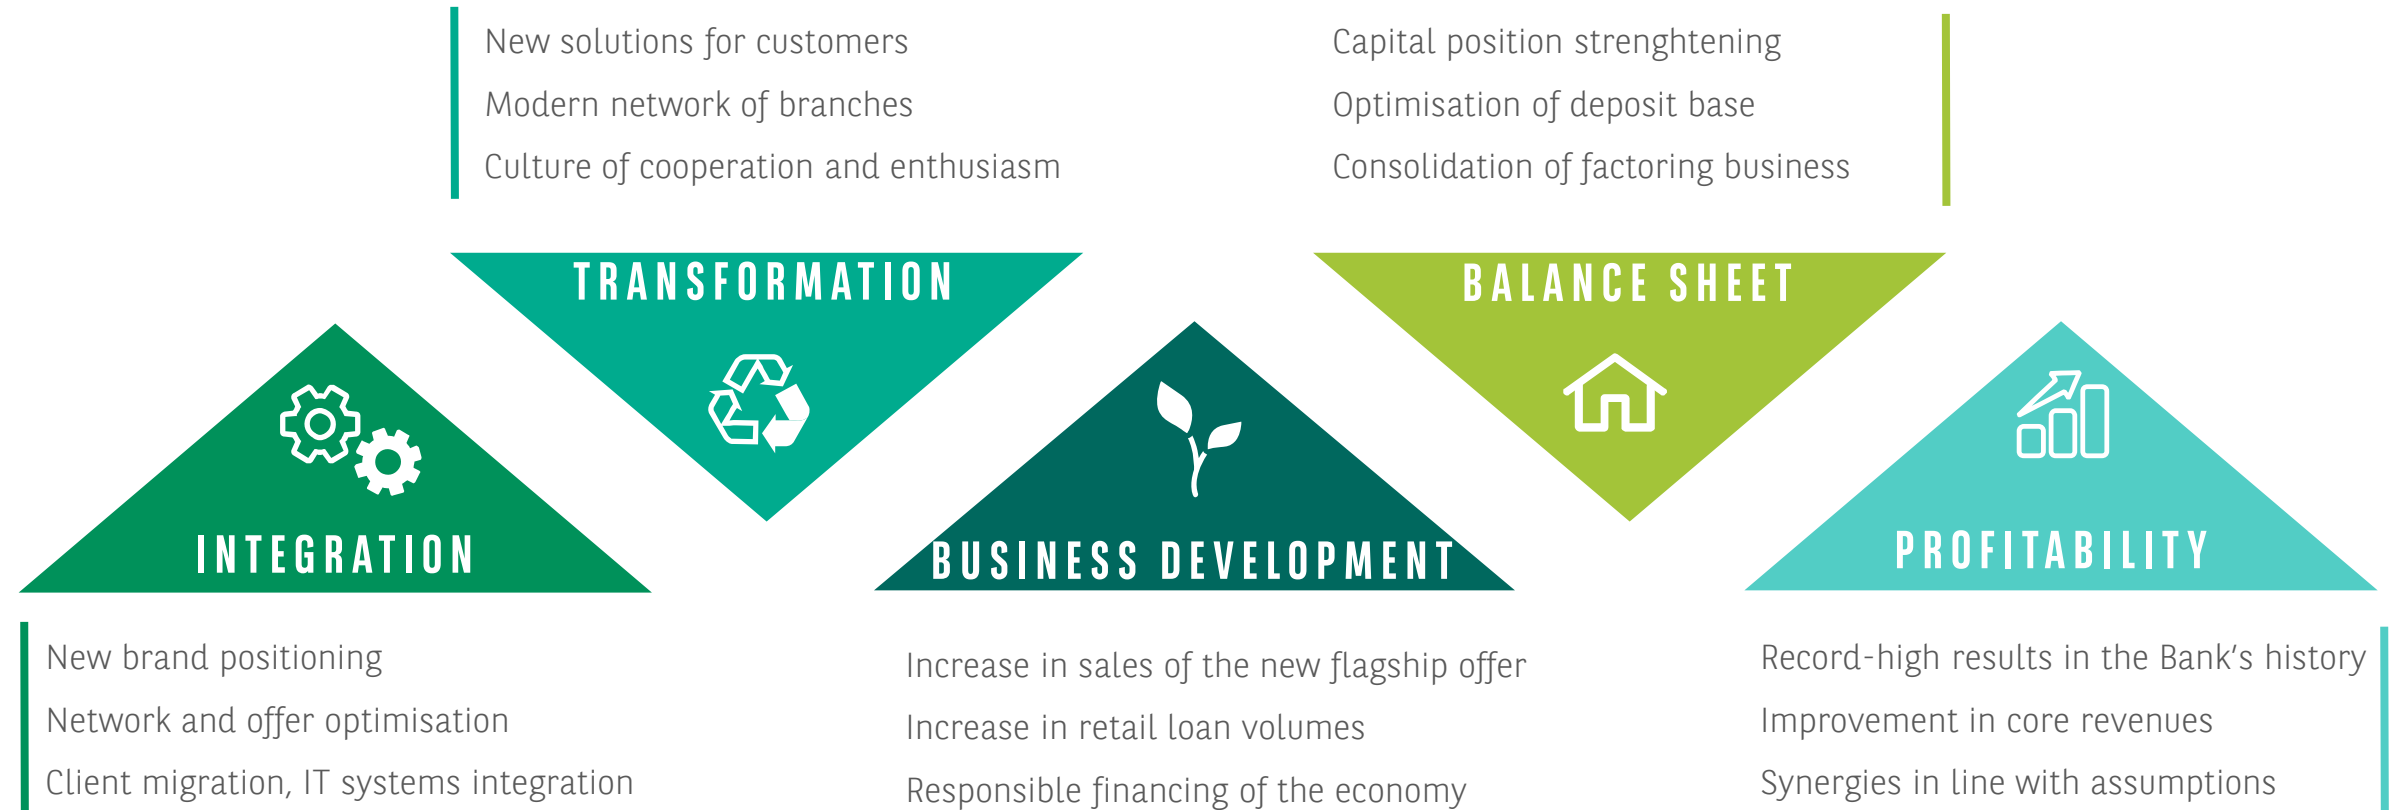 New solutions for customers
Modern network of branches
Culture of cooperation and enthusiasm
Capital position strenghtening
Optimisation of deposit base
Consolidation of factoring business
TRANSFORMATION
BALANCE SHEET
INTEGRATION
BUSINESS DEVELOPMENT
PROFITABILITY
New brand positioning
Network and offer optimisation
Client migration, IT systems integration
Increase in sales of the new flagship offer
Increase in retail loan volumes
Responsible financing of the economy
Record-high results in the Bank's history
Improvement in core revenues
Synergies in line with assumptions